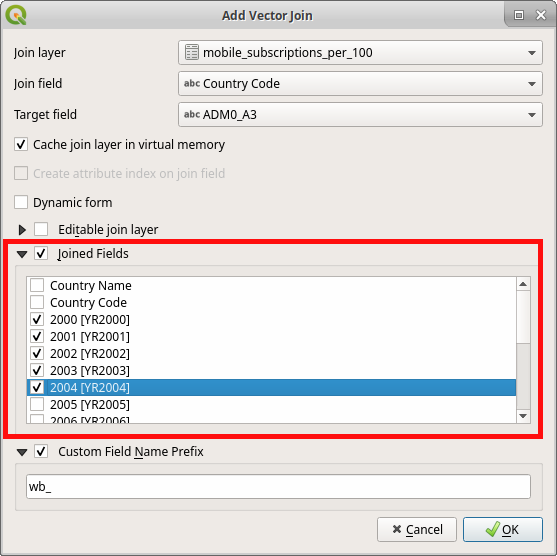 Add Vector Join
Join layer mobile_subscriptions_per_100
Join field abc Country Code
Target field abc ADM0_A3
Cache join layer in virtual memory
Create attribute index on join field
Dynamic form
Editable join layer
Joined Fields
Country Name
Country Code
2000 [YR2000]
2001 [YR2001]
2002 [YR2002]
2003 [YR2003]
2004 [YR2004]
2005 [YR2005]
2006 [YR2006]
Custom Field Name Prefix
wb_
Cancel OK